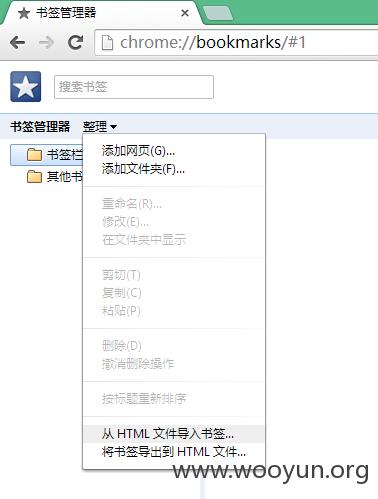 书签管理器
chrome://bookmarks/#1
搜索书签
书签管理器 整理
书签栏
其他书
添加网页(G)...
添加文件夹(F)...
重命名(R)...
修改(E)...
在文件夹中显示
剪切(T)
复制(C)
粘贴(P)
删除(D)
撤消删除操作
按标题重新排序
从 HTML 文件导入书签...
将书签导出到 HTML 文件...
www.wooyun.org